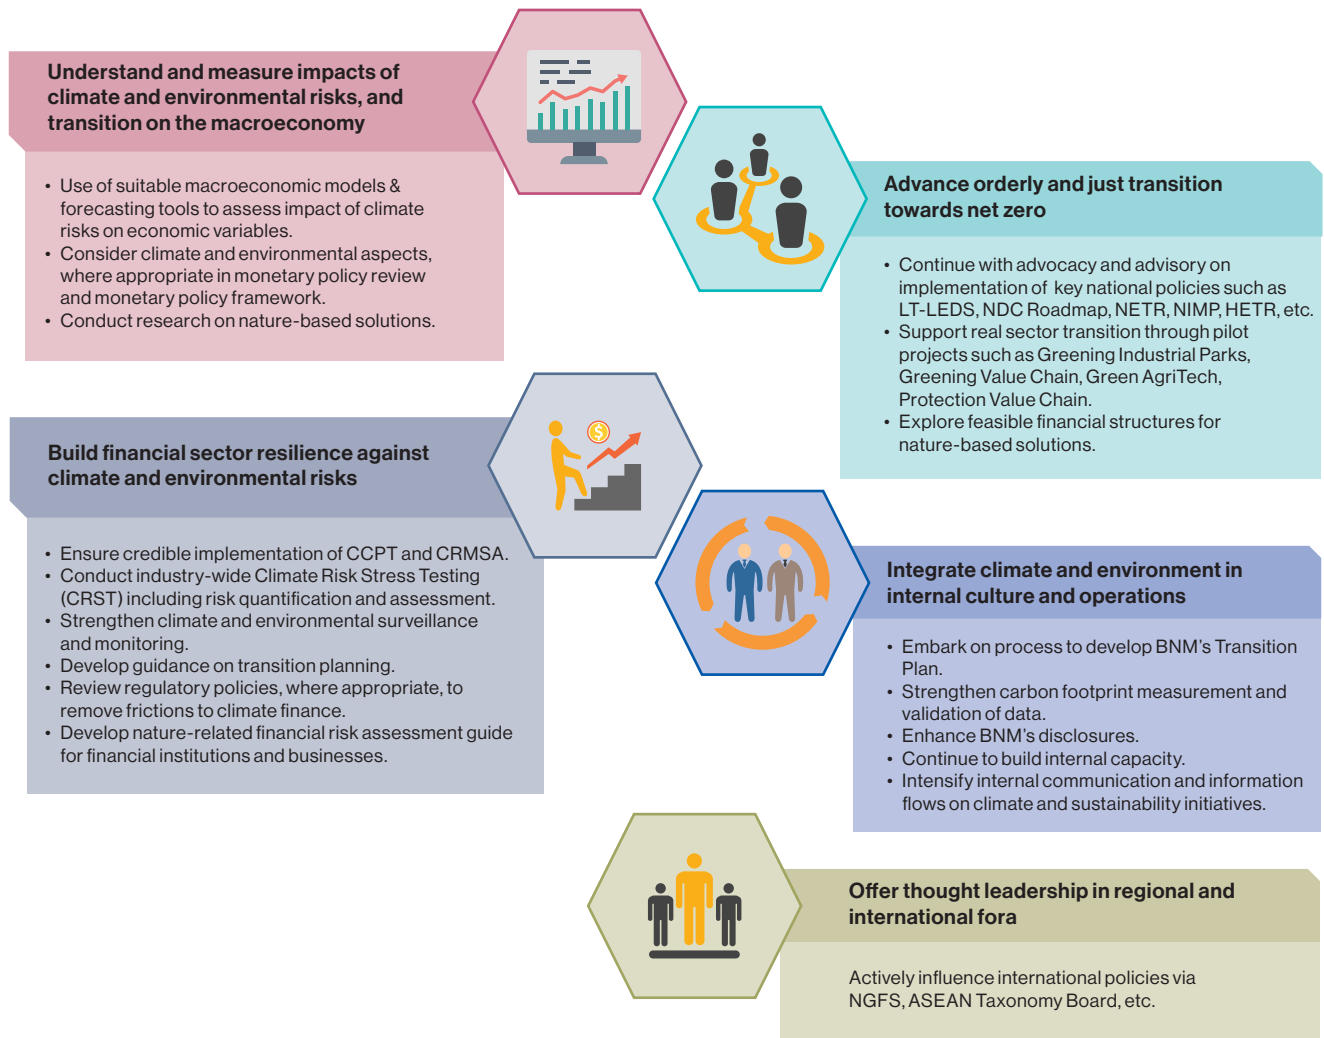 Understand and measure impacts of
climate and environmental risks, and
transition on the macroeconomy
• Use of suitable macroeconomic models &
forecasting tools to assess impact of climate
risks on economic variables.
• Consider climate and environmental aspects,
where appropriate in monetary policy review
and monetary policy framework.
• Conduct research on nature-based solutions.
Advance orderly and just transition
towards net zero
• Continue with advocacy and advisory on
implementation of key national policies such as
LT-LEDS, NDC Roadmap, NETR, NIMP, HETR, etc.
• Support real sector transition through pilot
projects such as Greening Industrial Parks,
Greening Value Chain, Green AgriTech,
Protection Value Chain.
• Explore feasible financial structures for
nature-based solutions.
Build financial sector resilience against
climate and environmental risks
• Ensure credible implementation of CCPT and CRMSA.
• Conduct industry-wide Climate Risk Stress Testing
(CRST) including risk quantification and assessment.
• Strengthen climate and environmental surveillance
and monitoring.
• Develop guidance on transition planning.
• Review regulatory policies, where appropriate, to
remove frictions to climate finance.
• Develop nature-related financial risk assessment guide
for financial institutions and businesses.
$
Integrate climate and environment in
internal culture and operations
• Embark on process to develop BNM's Transition
Plan.
• Strengthen carbon footprint measurement and
validation of data.
• Enhance BNM's disclosures.
• Continue to build internal capacity.
• Intensify internal communication and information
flows on climate and sustainability initiatives.
Offer thought leadership in regional and
international fora
Actively influence international policies via
NGFS, ASEAN Taxonomy Board, etc.